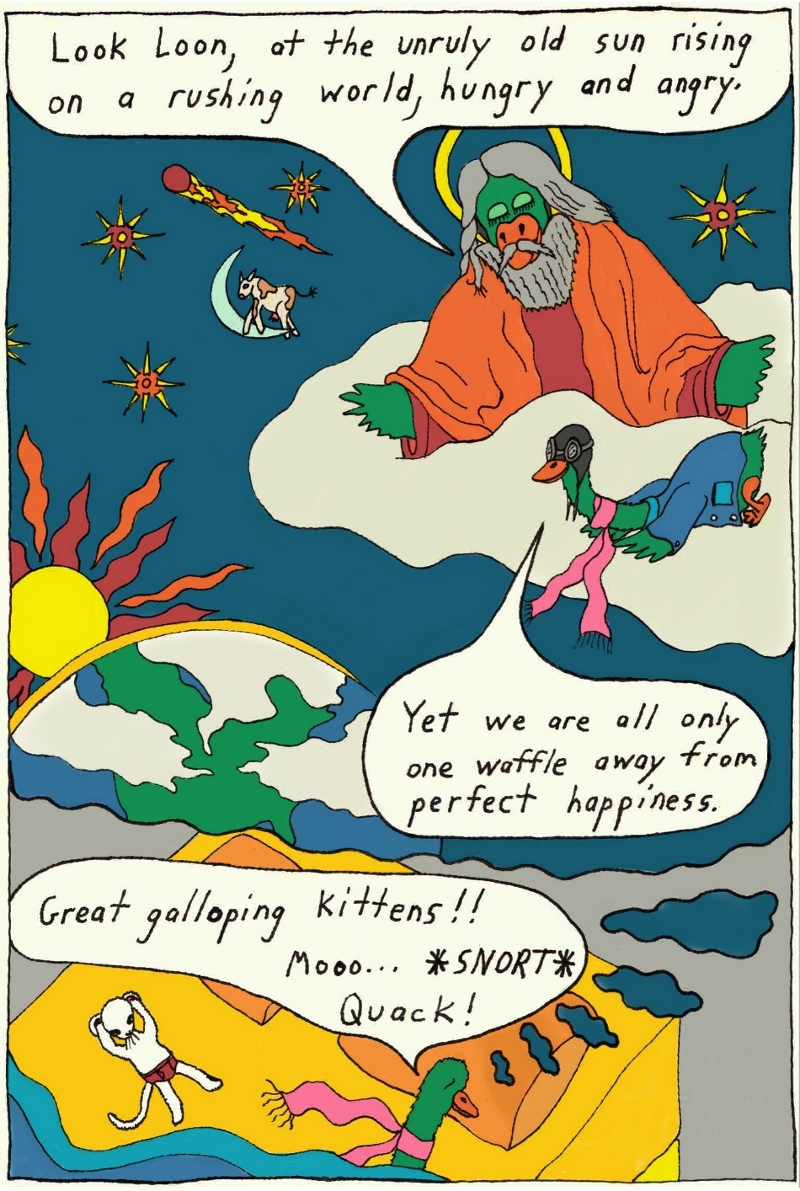 Look Loon, at the unruly old sun rising
on a rushing world, hungry and angry.
Yet we are all only
one waffle away from
perfect happiness.
Great galloping kittens!!
Mooo... *SNORT*
Quack!